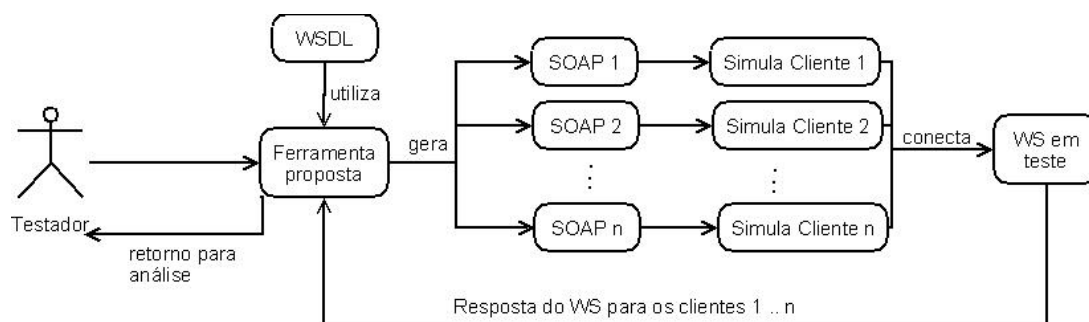 WSDL
utiliza
Testador
Ferramenta
proposta
retorno para
análise
gera
SOAP 1
Simula Cliente 1
SOAP 2
Simula Cliente 2
⋮
⋮
SOAP n
Simula Cliente n
conecta
WS em
teste
Resposta do WS para os clientes 1 .. n